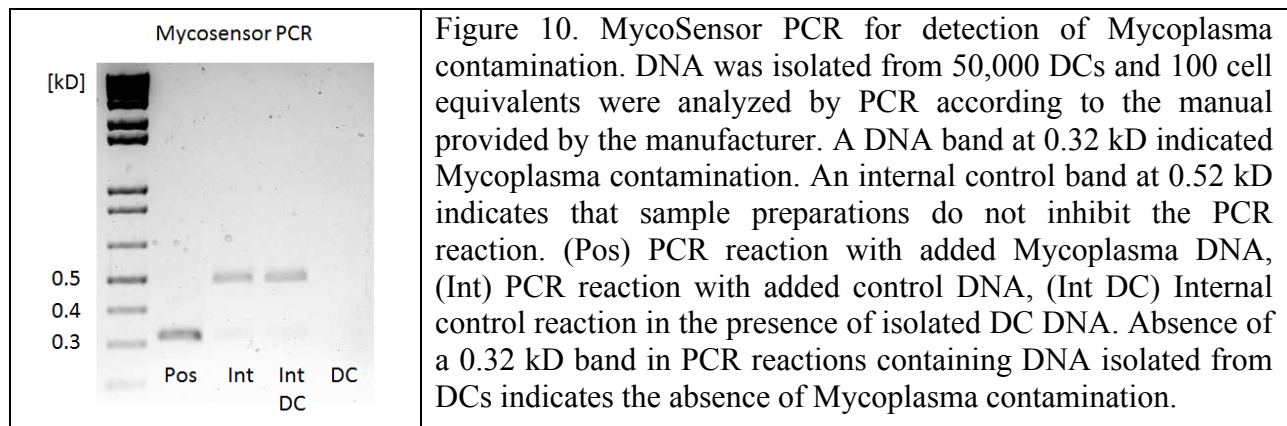 Mycosensor PCR
[kD]
0.5
0.4
0.3
Pos Int Int DC
DC
Figure 10. MycoSensor PCR for detection of Mycoplasma
contamination. DNA was isolated from 50,000 DCs and 100 cell
equivalents were analyzed by PCR according to the manual
provided by the manufacturer. A DNA band at 0.32 kD indicated
Mycoplasma contamination. An internal control band at 0.52 kD
indicates that sample preparations do not inhibit the PCR
reaction. (Pos) PCR reaction with added Mycoplasma DNA,
(Int) PCR reaction with added control DNA, (Int DC) Internal
control reaction in the presence of isolated DC DNA. Absence of
a 0.32 kD band in PCR reactions containing DNA isolated from
DCs indicates the absence of Mycoplasma contamination.